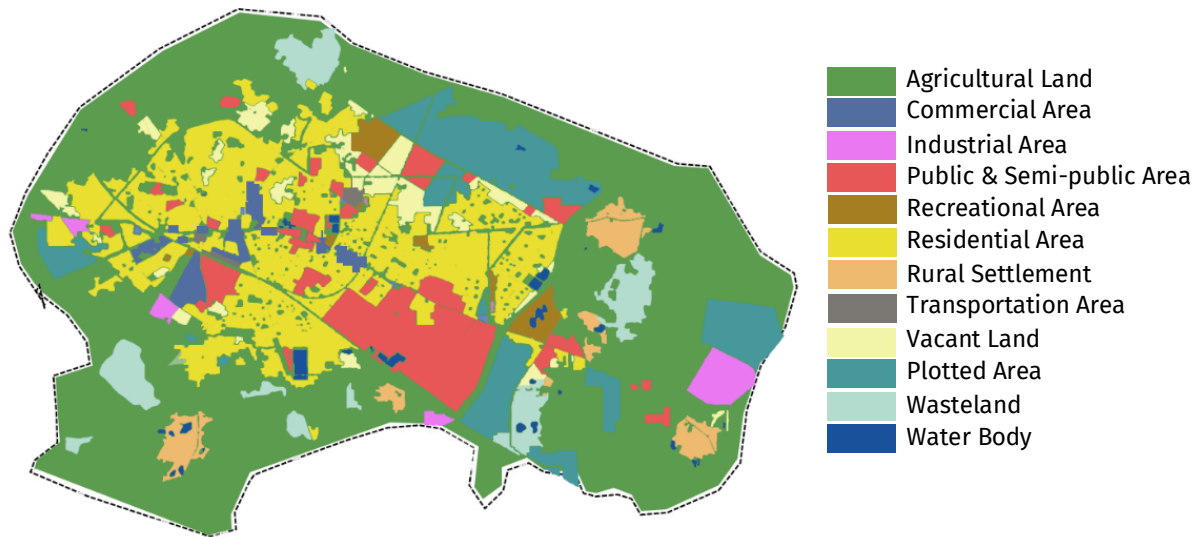 Agricultural Land
Commercial Area
Industrial Area
Public & Semi-public Area
Recreational Area
Residential Area
Rural Settlement
Transportation Area
Vacant Land
Plotted Area
Wasteland
Water Body